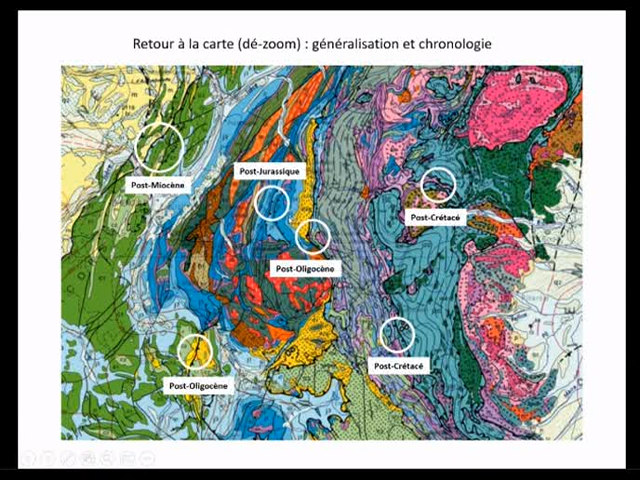 Retour à la carte (dé-zoom) : généralisation et chronologie
Post-Miocène
Post-Jurassique
Post-Crétacé
Post-Oligocène
Post-Crétacé
Post-Oligocène